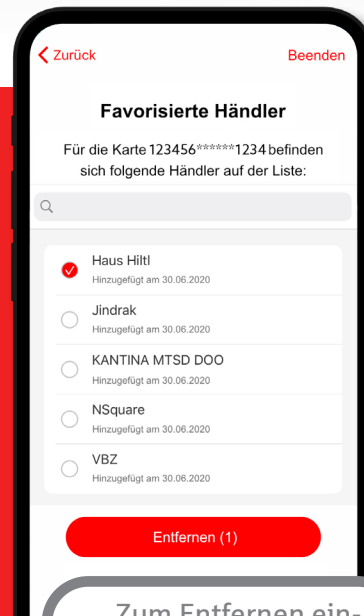 Zurück
Beenden
Favorisierte Händler
Für die Karte 123456******1234 befinden
sich folgende Händler auf der Liste:
Haus Hiltl
Hinzugefügt am 30.06.2020
Jindrak
Hinzugefügt am 30.06.2020
KANTINA MTSD DOO
Hinzugefügt am 30.06.2020
NSquare
Hinzugefügt am 30.06.2020
VBZ
Hinzugefügt am 30.06.2020
Entfernen (1)
Zum Entfernen ein-